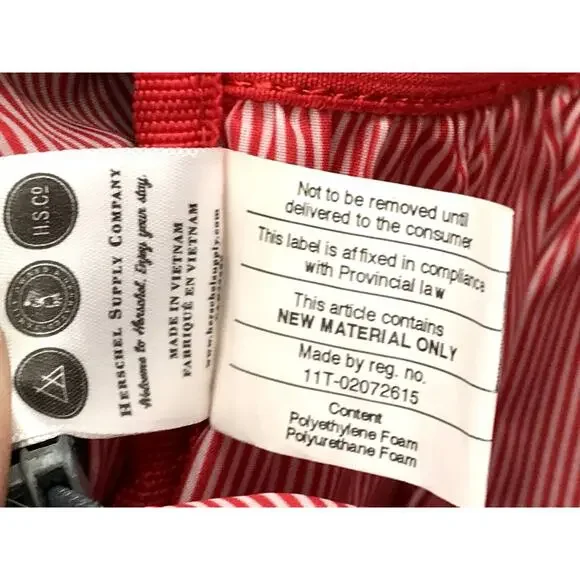 H.S.Co
HERSCHEL SUPPLY COMPANY
Welcome to Herschel. Enjoy your stay.
MADE IN VIETNAM
FABRIQUÉ EN VIETNAM
www.herschelsupply.com
Not to be removed until
delivered to the consumer
This label is affixed in compliance
with Provincial law
This article contains
NEW MATERIAL ONLY
Made by reg. no.
11T-02072615
Content
Polyethylene Foam
Polyurethane Foam